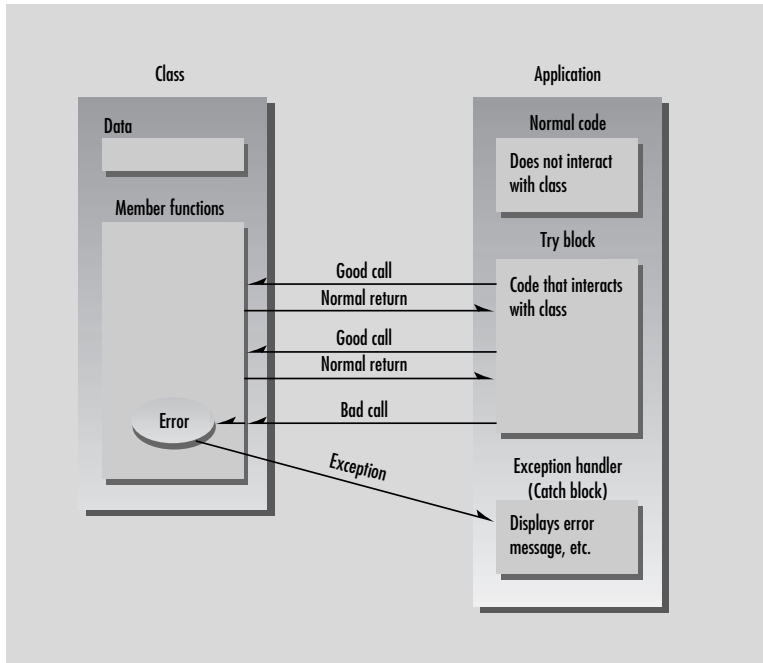 Class
Data
Member functions
Error
Good call
Normal return
Good call
Normal return
Bad call
Exception
Application
Normal code
Does not interact
with class
Try block
Code that interacts
with class
Exception handler
(Catch block)
Displays error
message, etc.